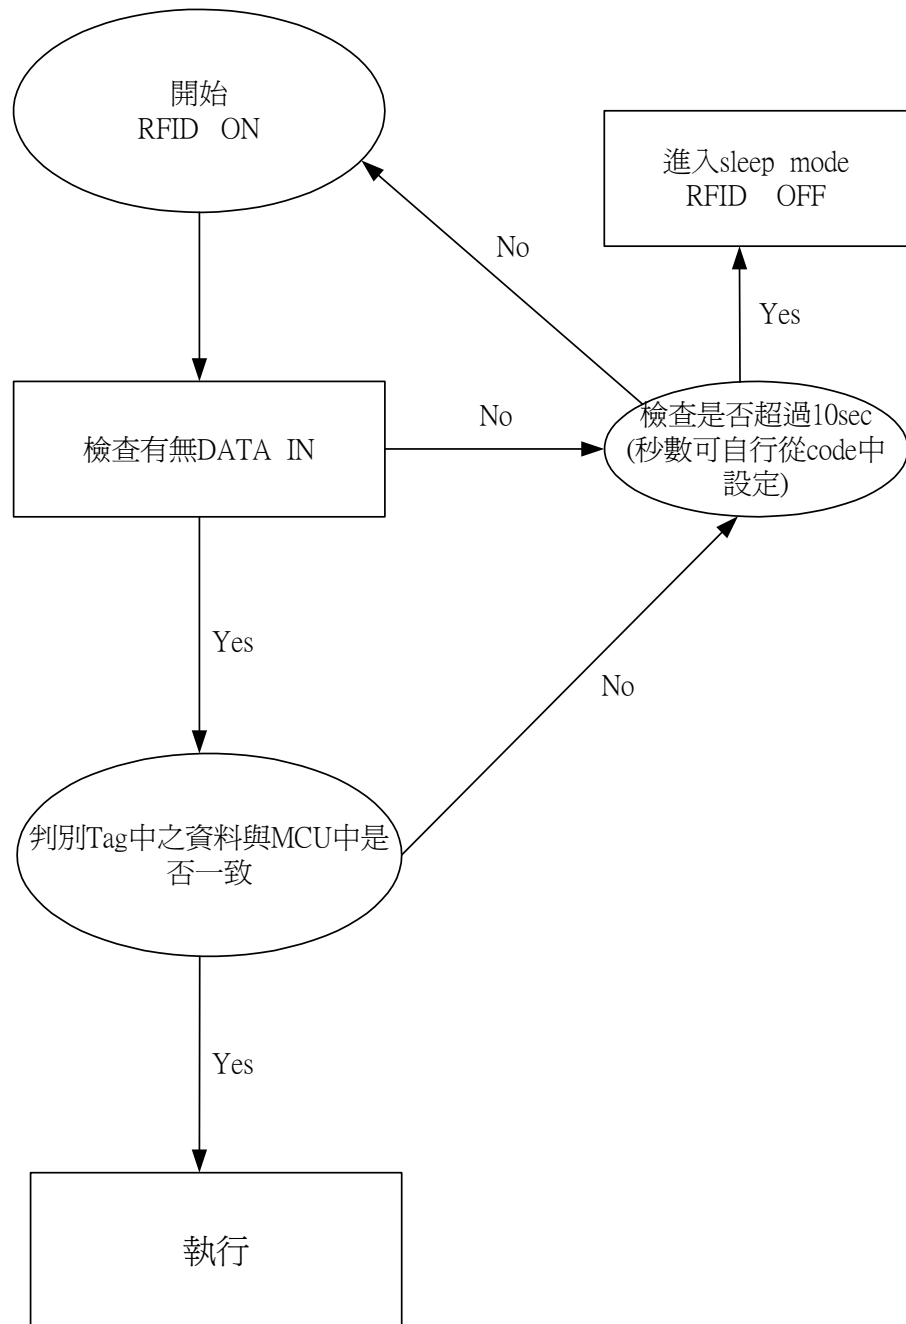 開始
RFID ON
進入sleep mode
RFID OFF
No
Yes
檢查有無DATA IN
No
檢查是否超過10sec
(秒數可自行從code中
設定)
Yes
No
判別Tag中之資料與MCU中是
否一致
Yes
執行